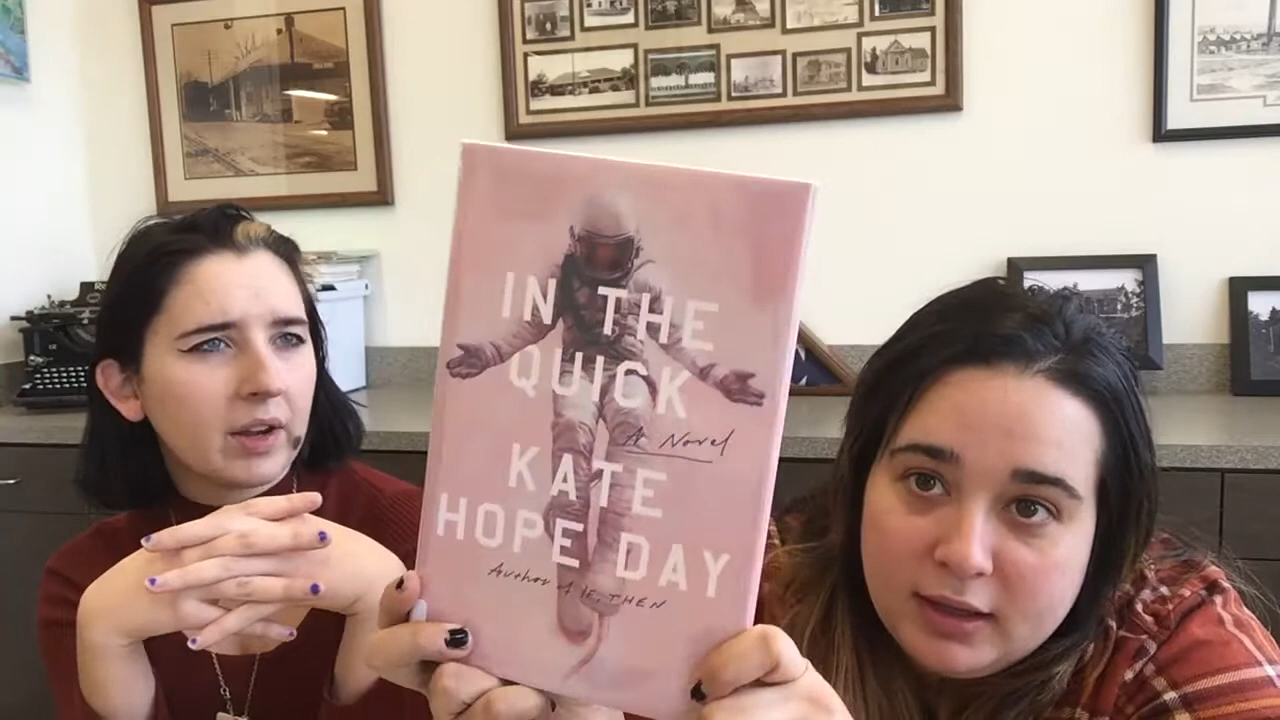 IN THE
QUICK
A Novel
KATE
HOPE DAY
Author of IF, THEN